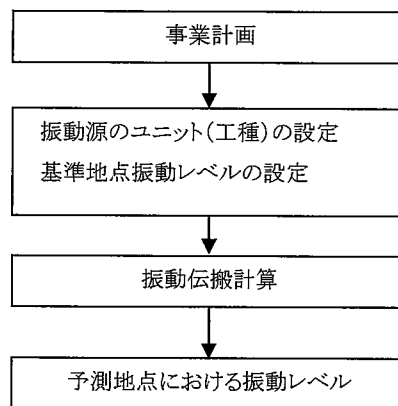 事業計画
振動源のユニット(工種)の設定
基準地点振動レベルの設定
振動伝搬計算
予測地点における振動レベル